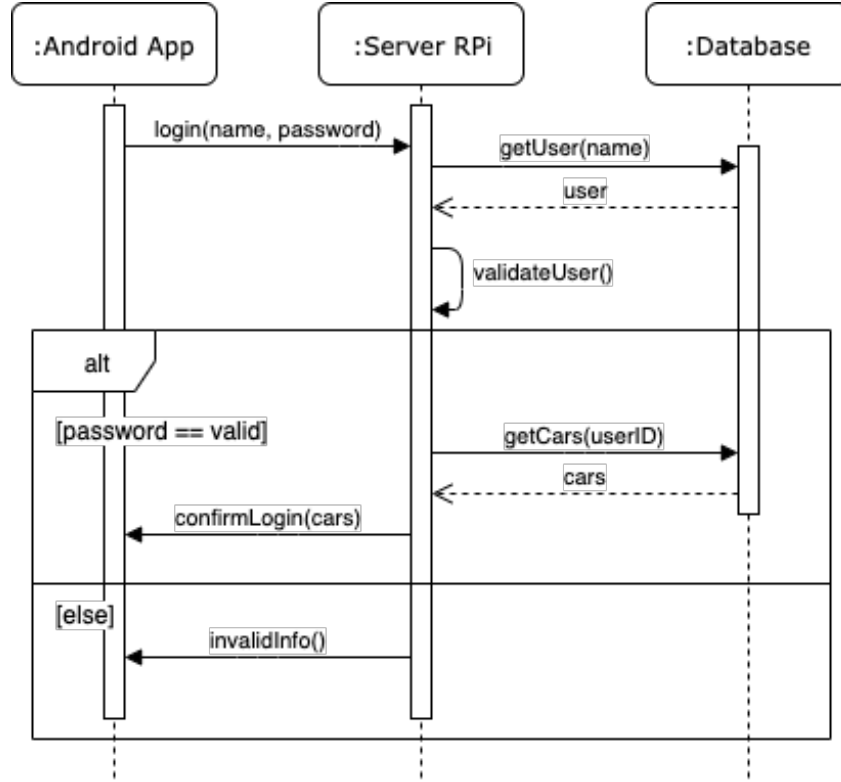 :Android App
:Server RPi
:Database
login(name, password)
getUser(name)
user
validateUser()
alt
[password == valid]
getCars(userID)
cars
confirmLogin(cars)
[else]
invalidInfo()